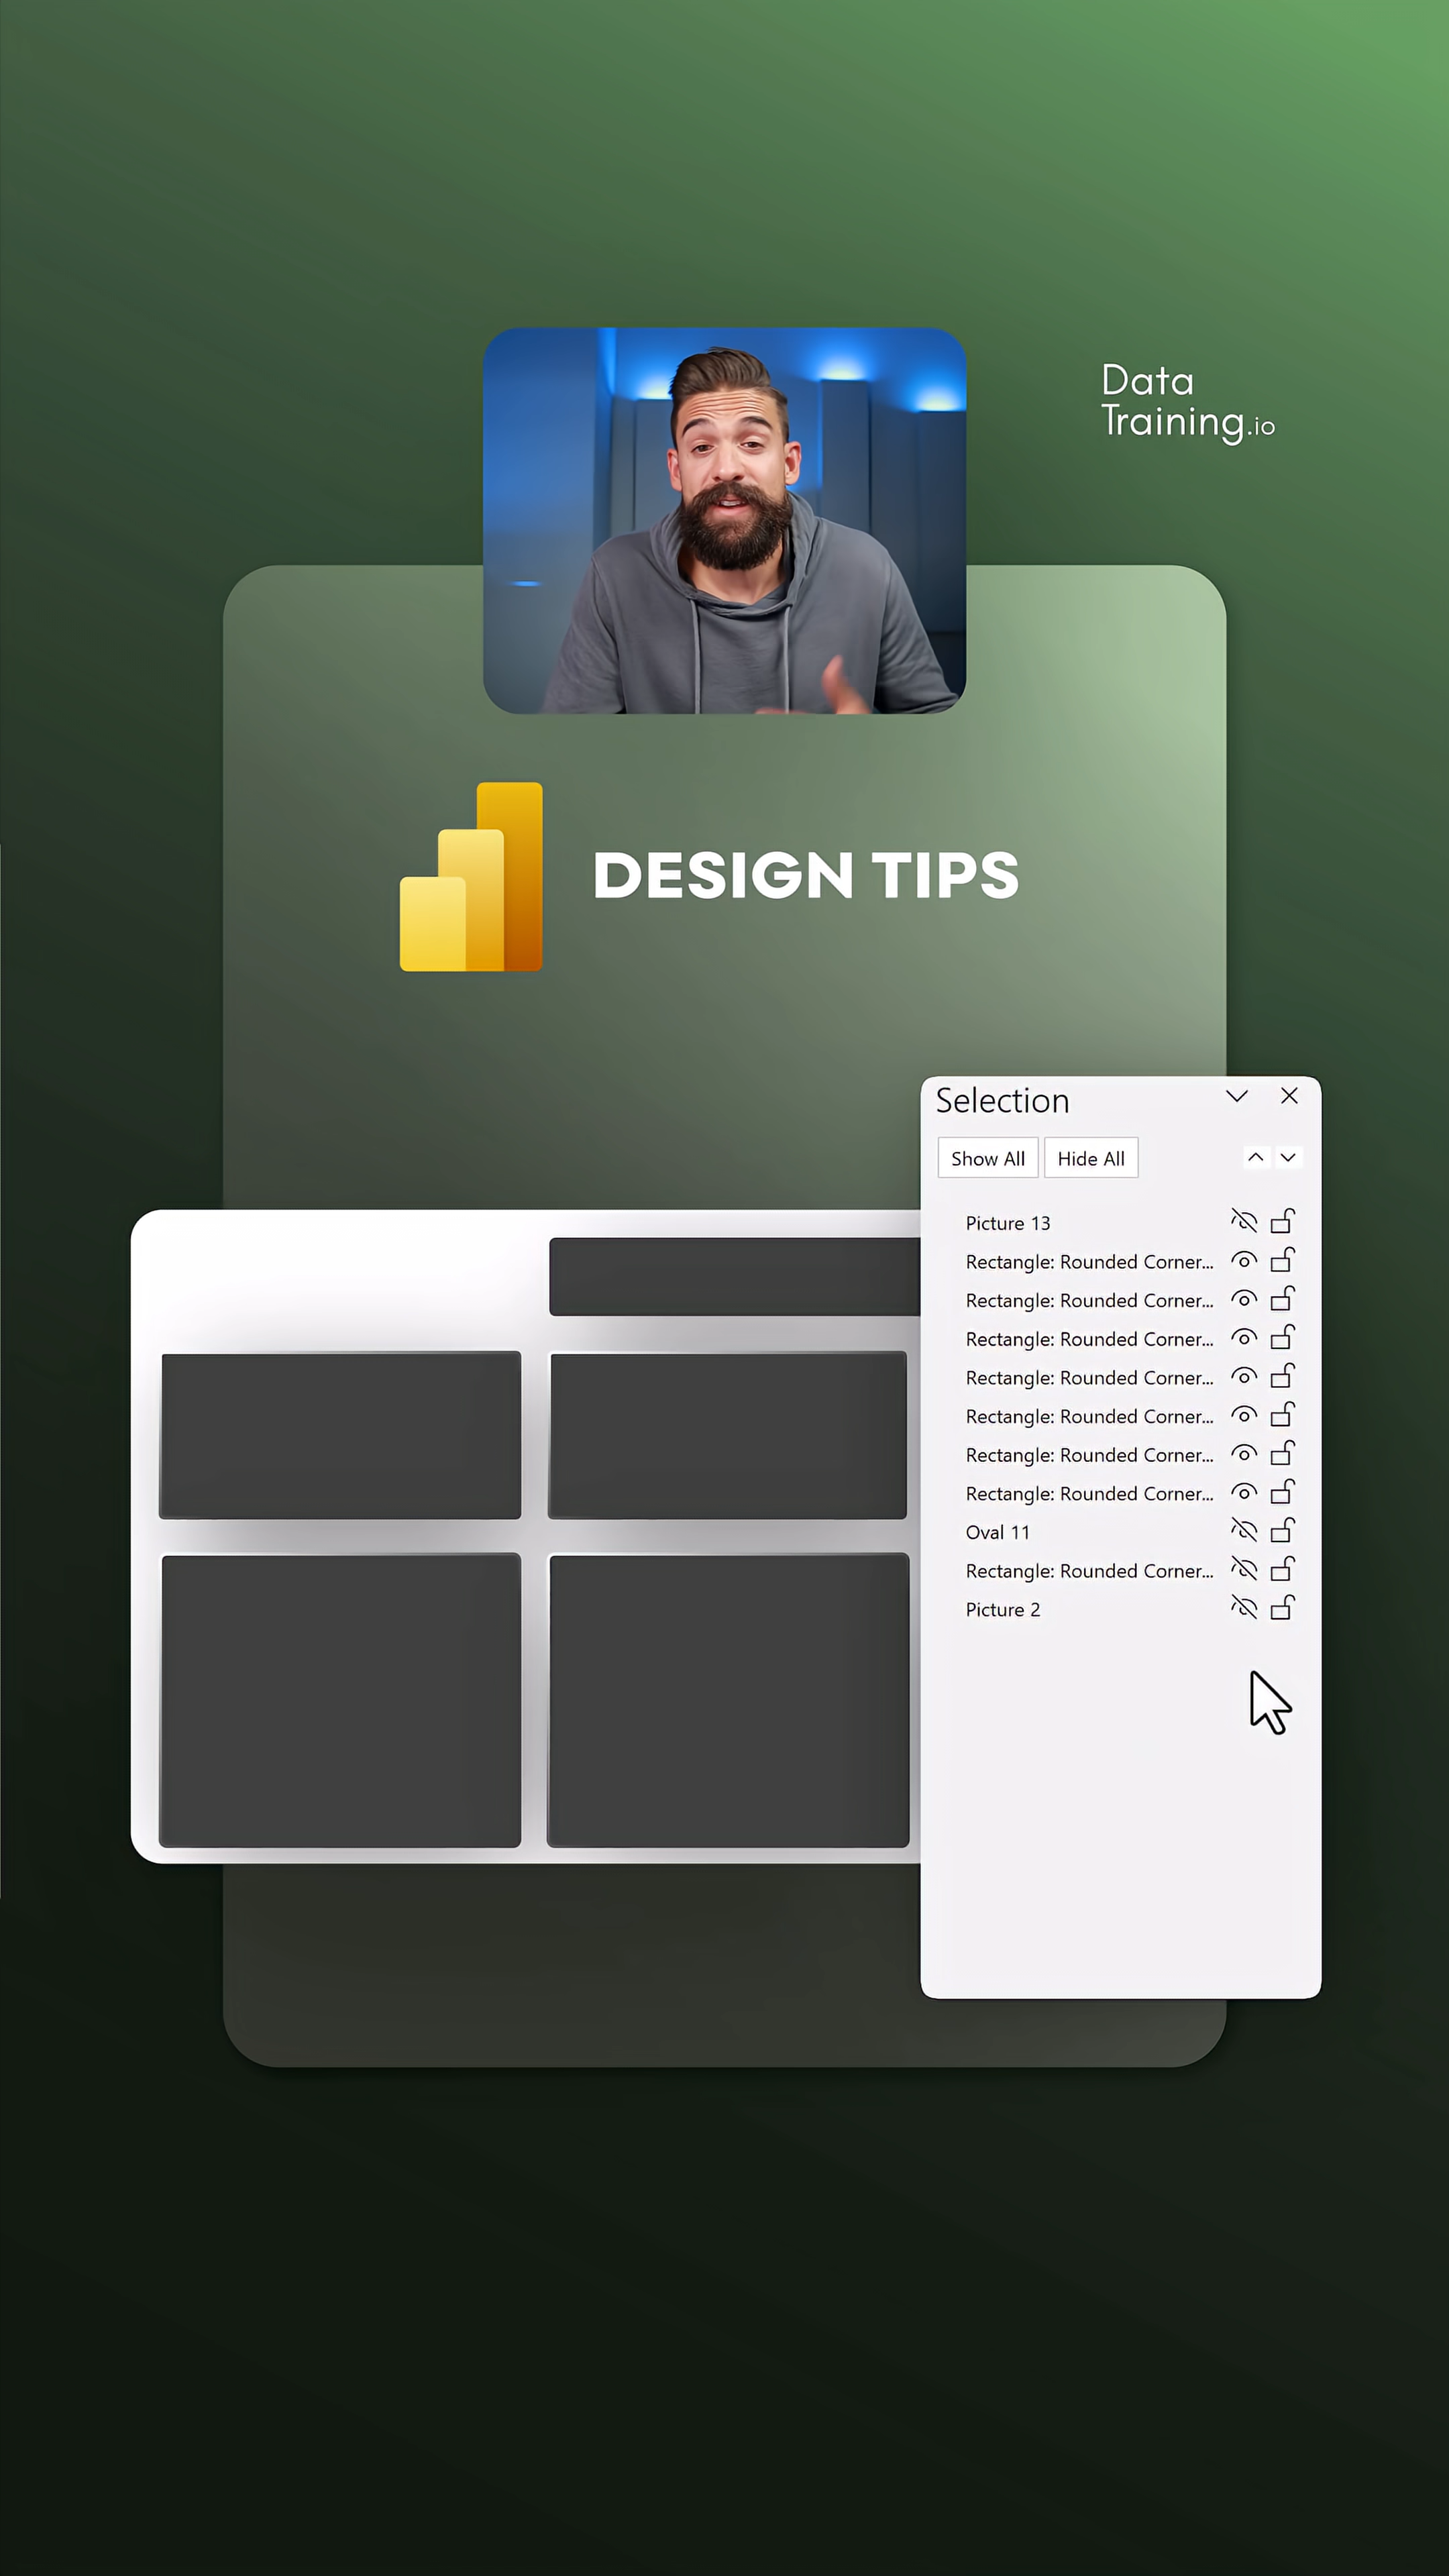 Data
Training.io
DESIGN TIPS
Selection
Show All Hide All
Picture 13
Rectangle: Rounded Corner...
Rectangle: Rounded Corner...
Rectangle: Rounded Corner...
Rectangle: Rounded Corner...
Rectangle: Rounded Corner...
Rectangle: Rounded Corner...
Rectangle: Rounded Corner...
Oval 11
Rectangle: Rounded Corner...
Picture 2